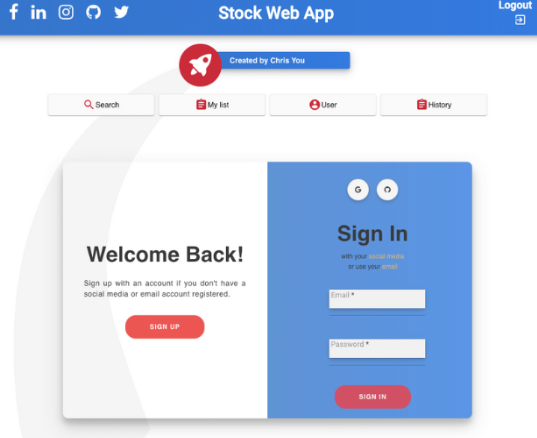 Stock Web App
Logout
Created by Chris You
Search
My list
User
History
G
Welcome Back!
Sign up with an account if you don't have a
social media or email account registered.
SIGN UP
Sign In
with your social media
or use your email
Email *
Password *
SIGN IN